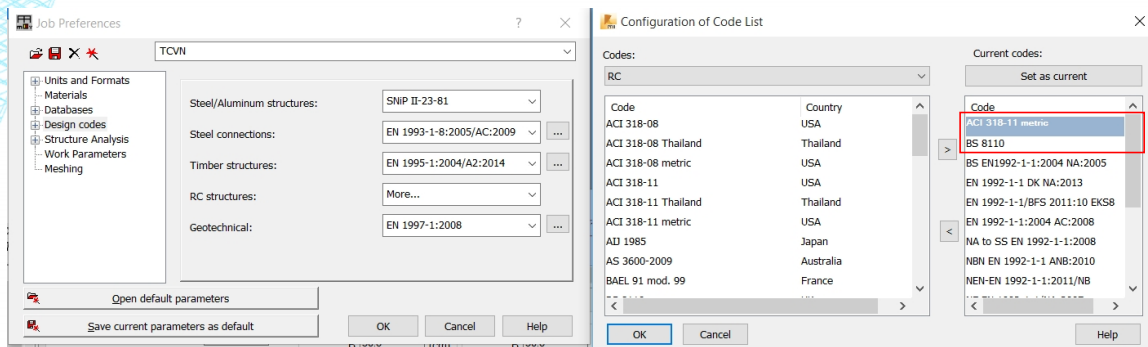 Job Preferences
?
TCVN
Units and Formats
Materials
Databases
Design codes
Structure Analysis
Work Parameters
Meshing
Steel/Aluminum structures:
SNiP II-23-81
Steel connections:
EN 1993-1-8:2005/AC:2009
...
Timber structures:
EN 1995-1:2004/A2:2014
...
RC structures:
More...
Geotechnical:
EN 1997-1:2008
...
Open default parameters
Save current parameters as default
OK
Cancel
Help
Configuration of Code List
Codes:
RC
Code Country
ACI 318-08 USA
ACI 318-08 Thailand Thailand
ACI 318-08 metric USA
ACI 318-11 USA
ACI 318-11 Thailand Thailand
ACI 318-11 metric USA
AIJ 1985 Japan
AS 3600-2009 Australia
BAEL 91 mod. 99 France
>
<
Current codes:
Set as current
Code
ACI 318-11 metric
BS 8110
BS EN1992-1-1:2004 NA:2005
EN 1992-1-1 DK NA:2013
EN 1992-1-1/BFS 2011:10 EKS8
EN 1992-1-1:2004 AC:2008
NA to SS EN 1992-1-1:2008
NBN EN 1992-1-1 ANB:2010
NEN-EN 1992-1-1:2011/NB
OK
Cancel
Help